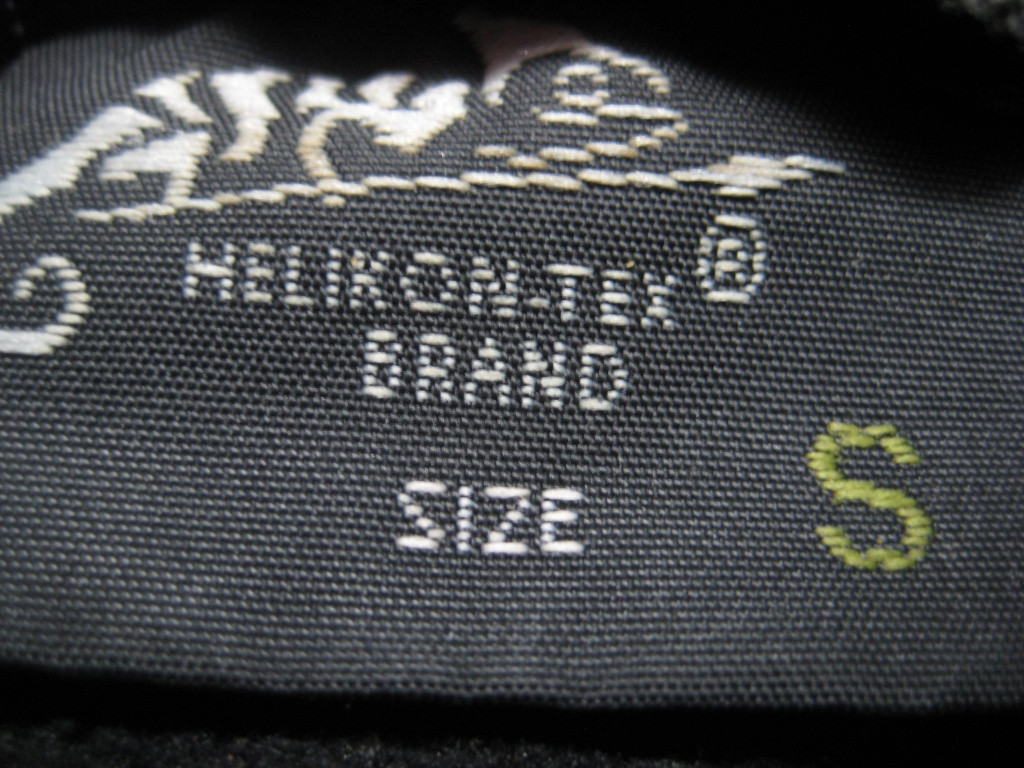 HELIKON-TEX®
BRAND
SIZE S